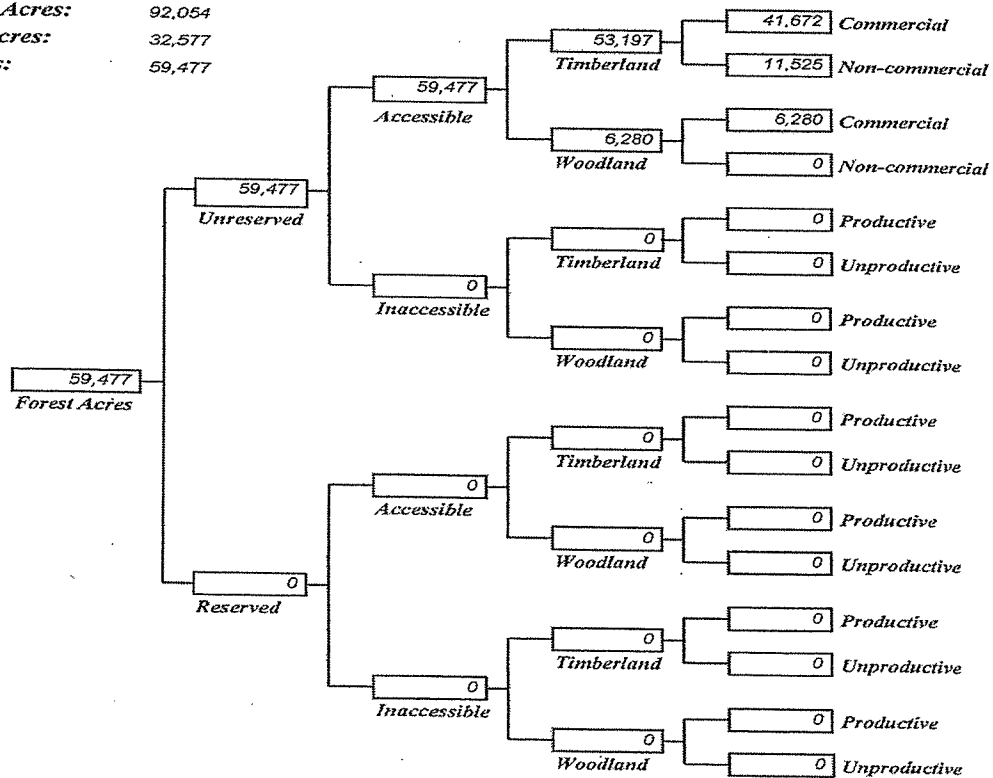 Acres: 92,054
cres: 32,577
s: 59,477
41,672 Commercial
53,197
Timberland
11,525 Non-commercial
59,477
Accessible
6,280 Commercial
6,280
Woodland
0 Non-commercial
59,477
Unreserved
0 Productive
0
Timberland
0 Unproductive
0
Inaccessible
0 Productive
0
Woodland
0 Unproductive
59,477
Forest Acres
0 Productive
0
Timberland
0 Unproductive
0
Accessible
0 Productive
0
Woodland
0 Unproductive
0
Reserved
0 Productive
0
Timberland
0 Unproductive
0
Inaccessible
0 Productive
0
Woodland
0 Unproductive